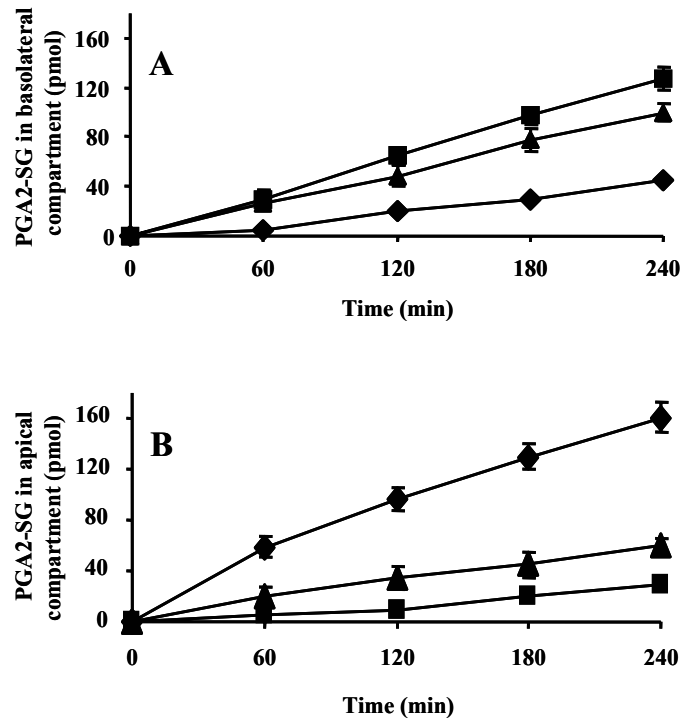 A
PGA2-SG in basolateral
compartment (pmol)
160
120
80
40
0
0 60 120 180 240
Time (min)
B
PGA2-SG in apical
compartment (pmol)
160
120
80
40
0
0 60 120 180 240
Time (min)